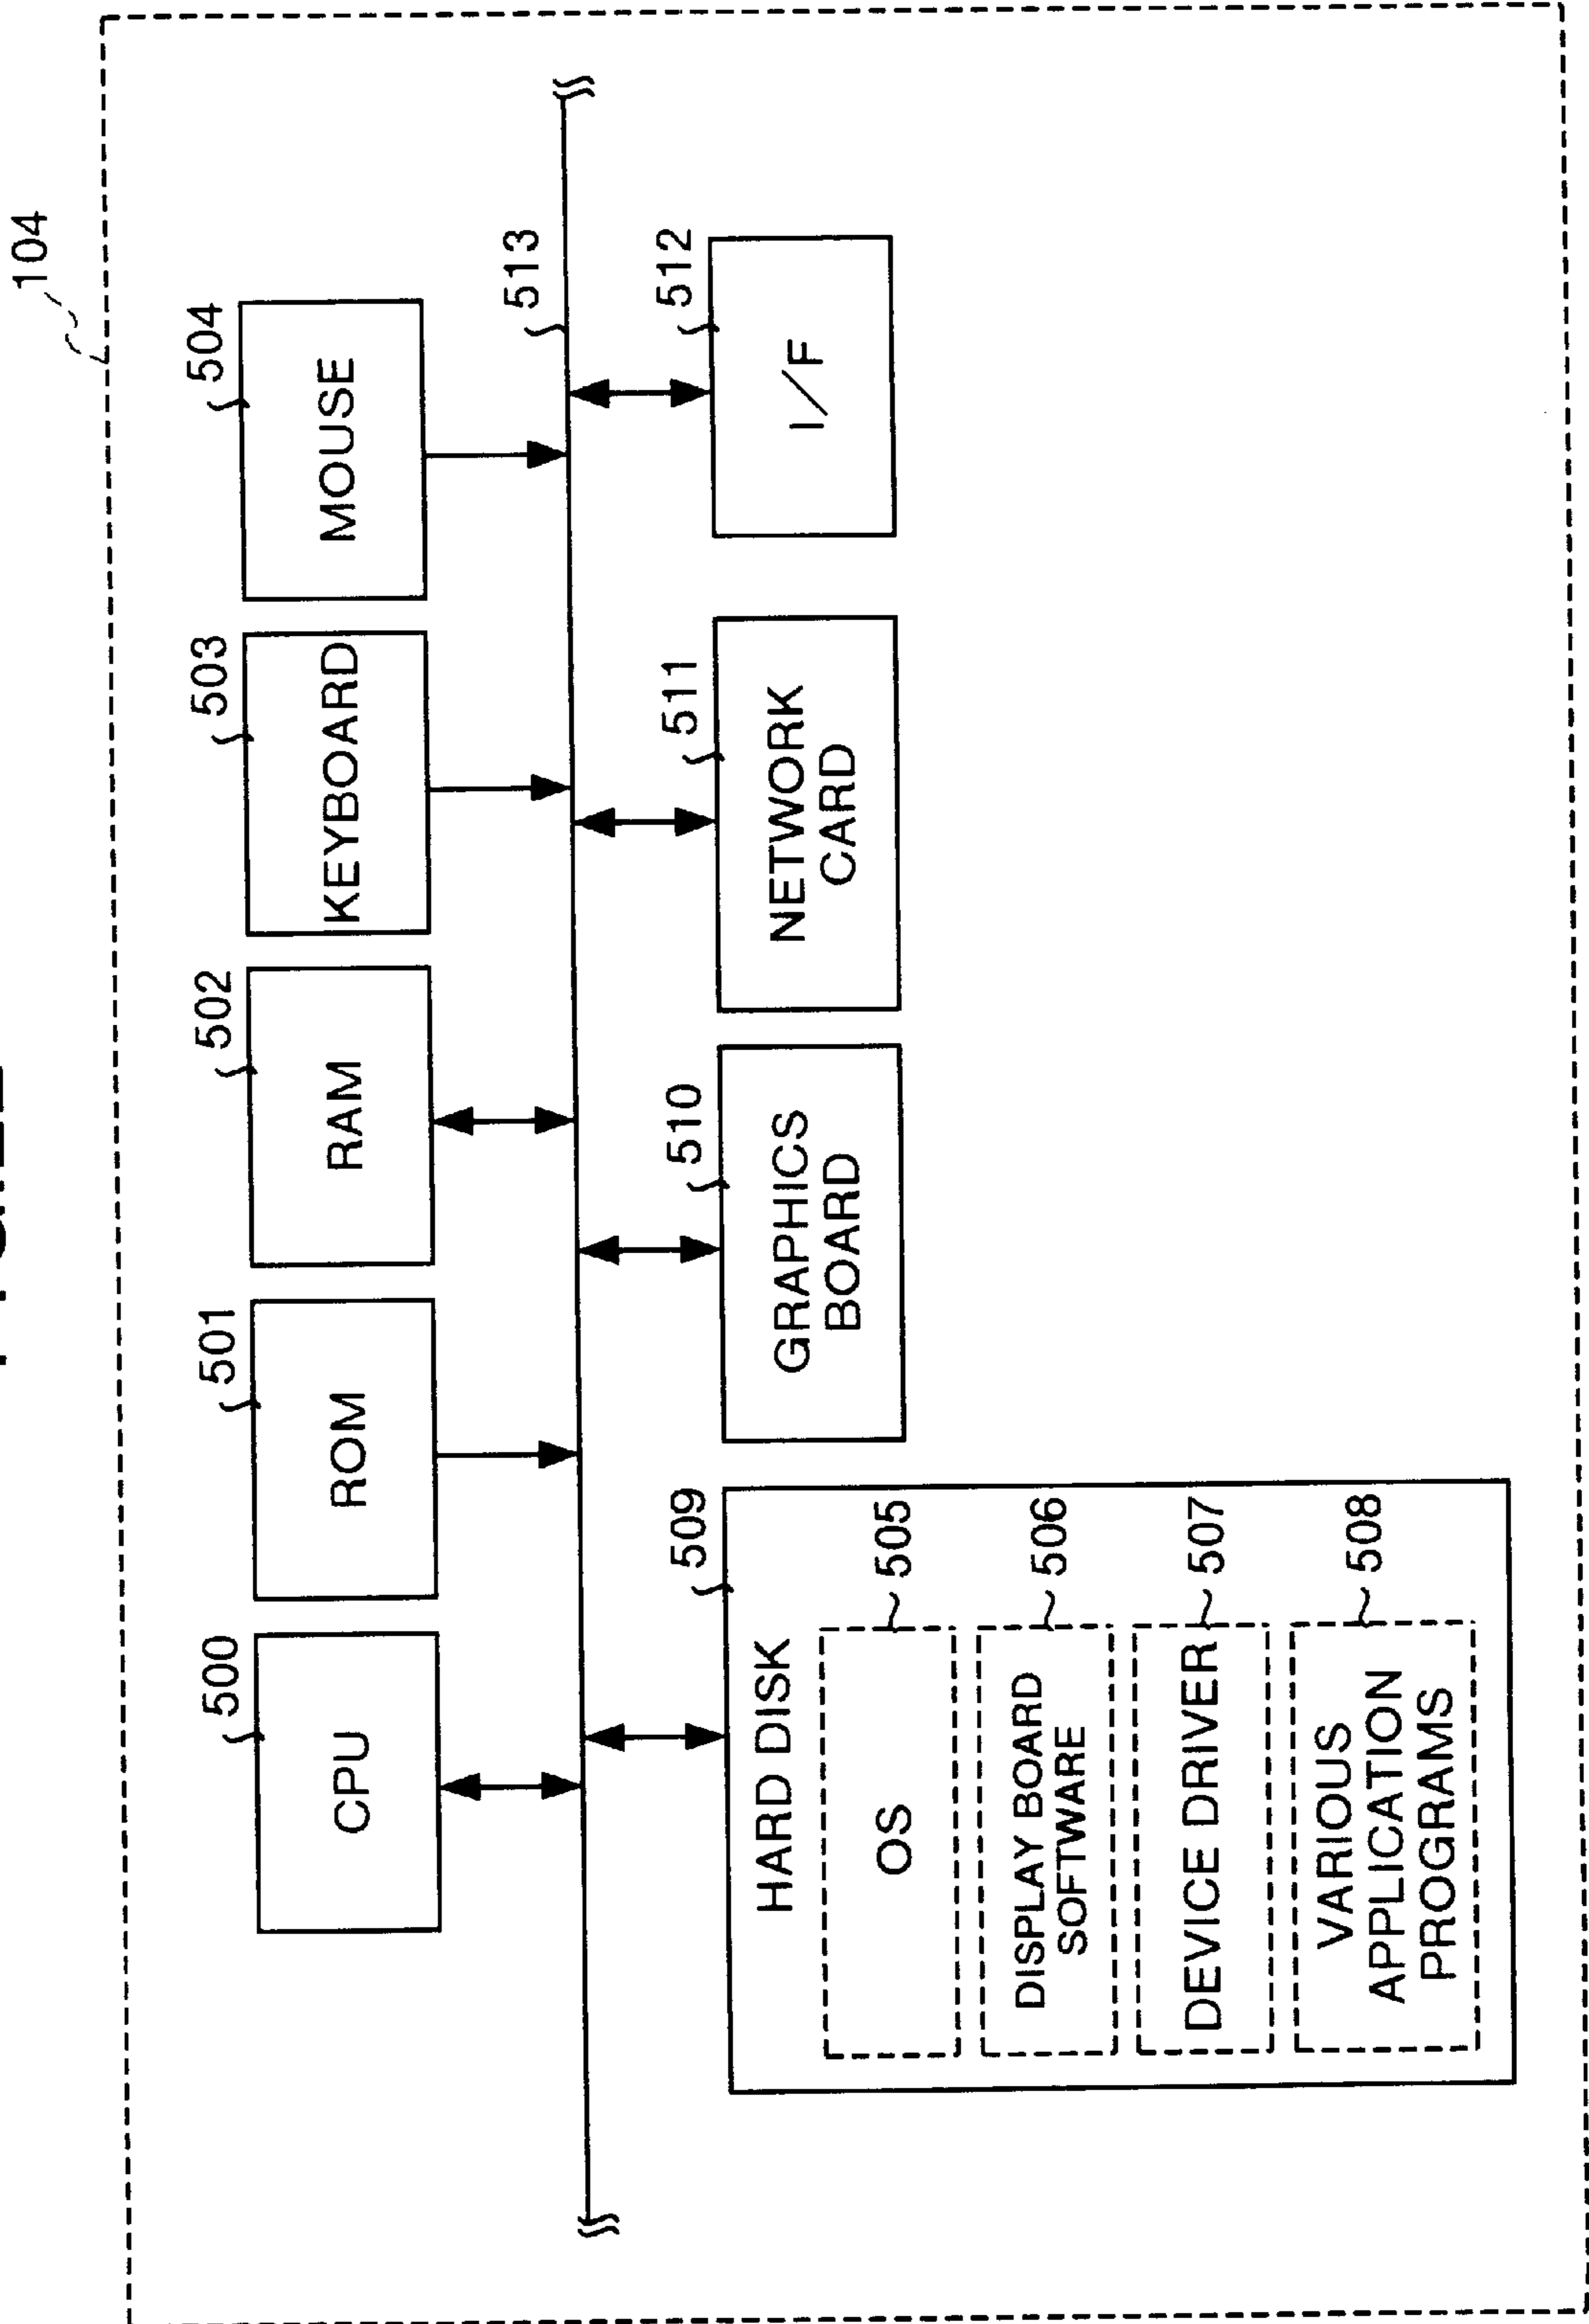 104
500
CPU
501
ROM
502
RAM
503
KEYBOARD
504
MOUSE
513
509
HARD DISK
OS
505
DISPLAY BOARD
SOFTWARE
506
DEVICE DRIVER
507
VARIOUS
APPLICATION
PROGRAMS
508
510
GRAPHICS
BOARD
511
NETWORK
CARD
512
I/F